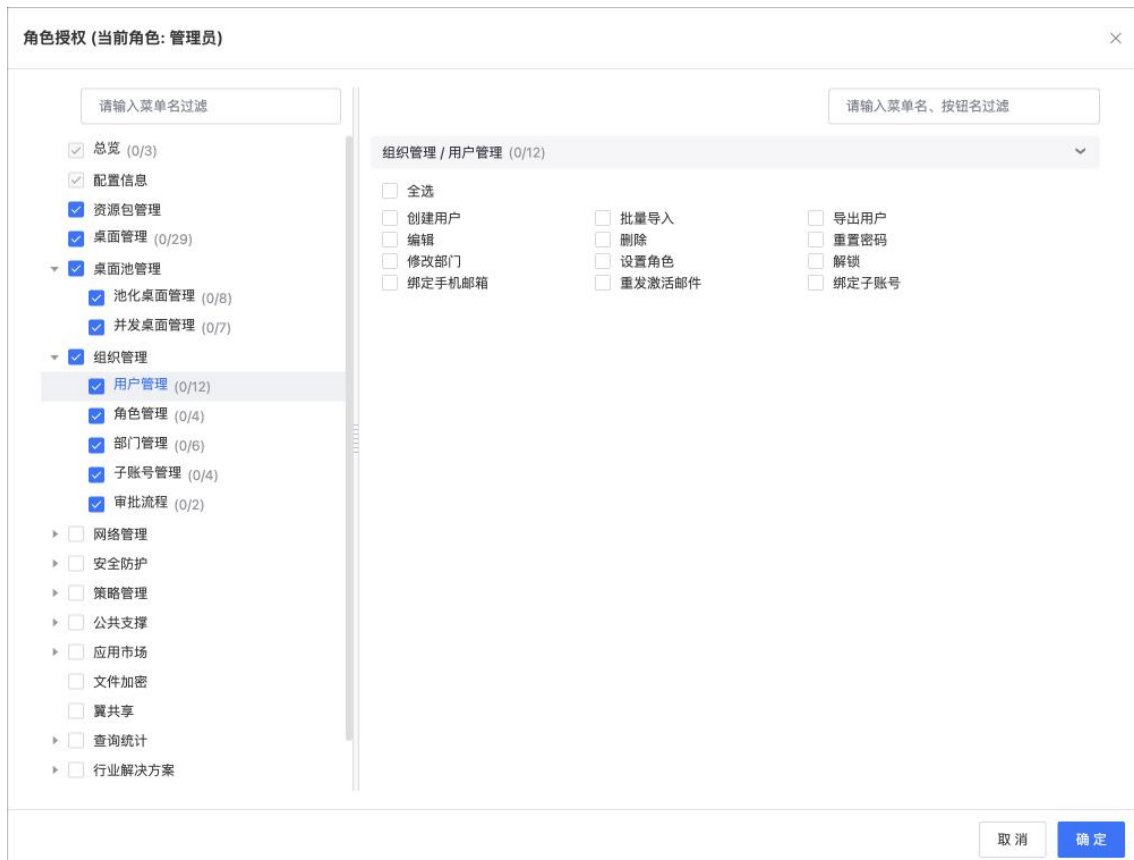 角色授权 (当前角色: 管理员)
请输入菜单名过滤
总览 (0/3)
配置信息
资源包管理
桌面管理 (0/29)
桌面池管理
池化桌面管理 (0/8)
并发桌面管理 (0/7)
组织管理
用户管理 (0/12)
角色管理 (0/4)
部门管理 (0/6)
子账号管理 (0/4)
审批流程 (0/2)
网络管理
安全防护
策略管理
公共支撑
应用市场
文件加密
翼共享
查询统计
行业解决方案
请输入菜单名、按钮名过滤
组织管理 / 用户管理 (0/12)
全选
创建用户 批量导入 导出用户
编辑 删除 重置密码
修改部门 设置角色 解锁
绑定手机邮箱 重发激活邮件 绑定子账号
取消 确定